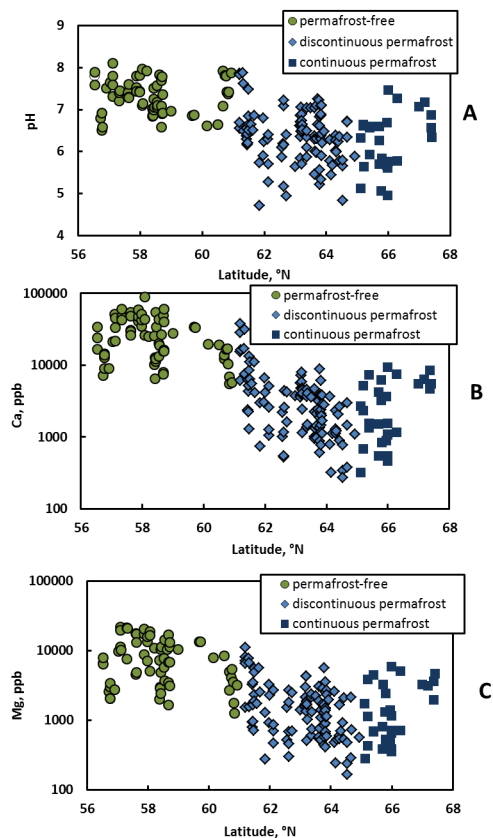 9
8
7
6
5
4
pH
permafrost-free
discontinuous permafrost
continuous permafrost
A
56 58 60 62 64 66 68
Latitude, °N
100000
10000
1000
100
Ca, ppb
permafrost-free
discontinuous permafrost
continuous permafrost
B
56 58 60 62 64 66 68
Latitude, °N
100000
10000
1000
100
Mg, ppb
permafrost-free
discontinuous permafrost
continuous permafrost
C
56 58 60 62 64 66 68
Latitude, °N